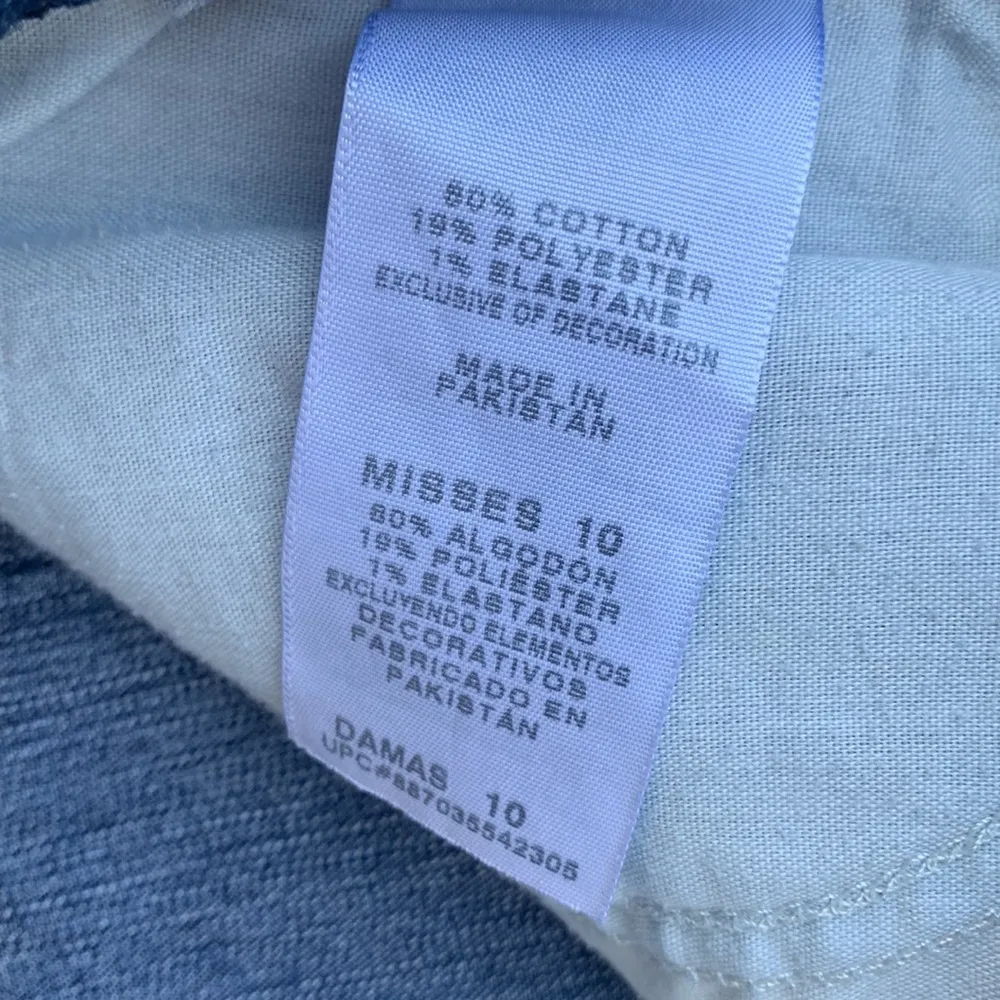 80% COTTON
19% POLYESTER
1% ELASTANE
EXCLUSIVE OF DECORATION
MADE IN
PAKISTAN
MISSES 10
80% ALGODÓN
19% POLIÉSTER
1% ELASTANO
EXCLUYENDO ELEMENTOS
DECORATIVOS
FABRICADO EN
PAKISTÁN
DAMAS 10
UPC#887035542305